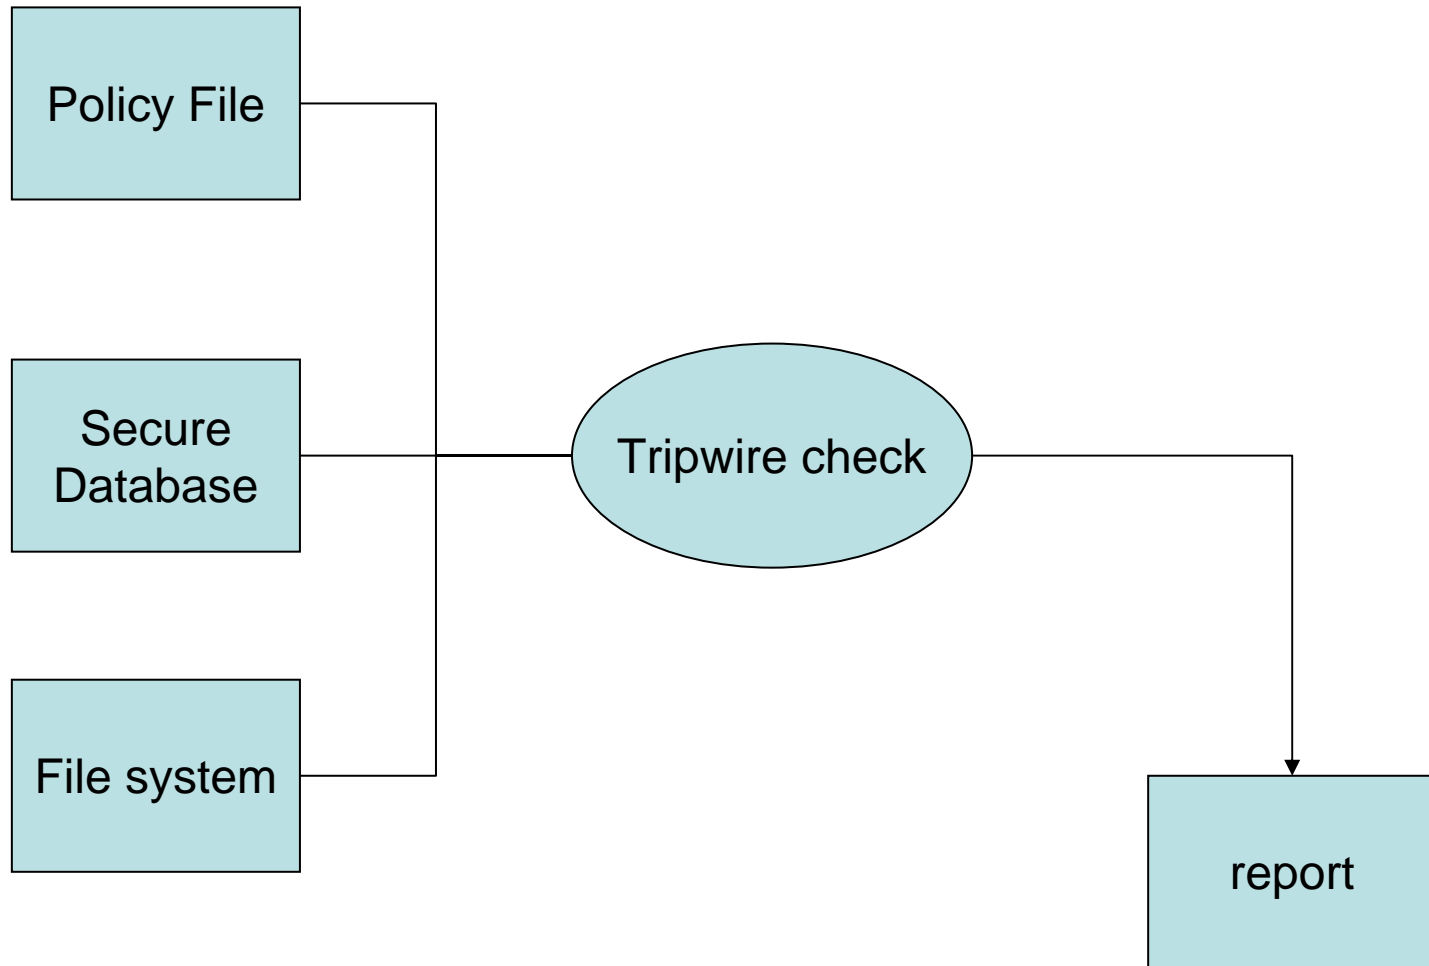 Policy File
Secure
Database
Tripwire check
File system
report